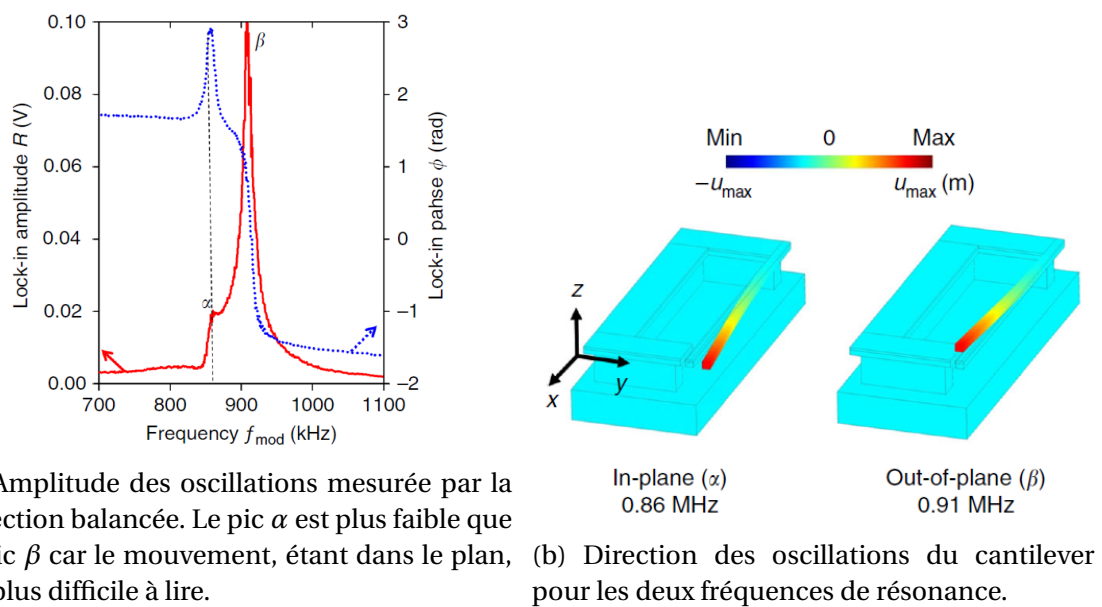 0.10
0.08
0.06
0.04
0.02
0.00
Lock-in amplitude R (V)
3
2
1
0
−1
−2
Lock-in pahse ϕ (rad)
β
α
700 800 900 1000 1100
Frequency fmod (kHz)
Min 0 Max
−umax umax (m)
z
x
y
In-plane (α)
0.86 MHz
Out-of-plane (β)
0.91 MHz
Amplitude des oscillations mesurée par la
ection balancée. Le pic α est plus faible que
ic β car le mouvement, étant dans le plan,
plus difficile à lire.
(b) Direction des oscillations du cantilever
pour les deux fréquences de résonance.